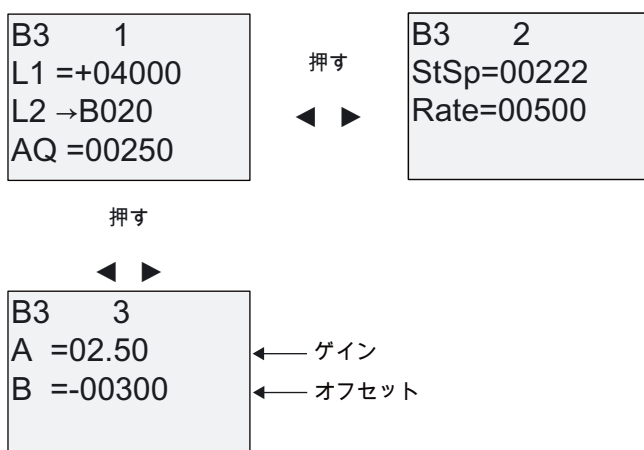 B3 1
L1 =+04000
L2 →B020
AQ =00250
押す
◀ ▶
B3 2
StSp=00222
Rate=00500
押す
◀ ▶
B3 3
A =02.50
B =-00300
ゲイン
オフセット